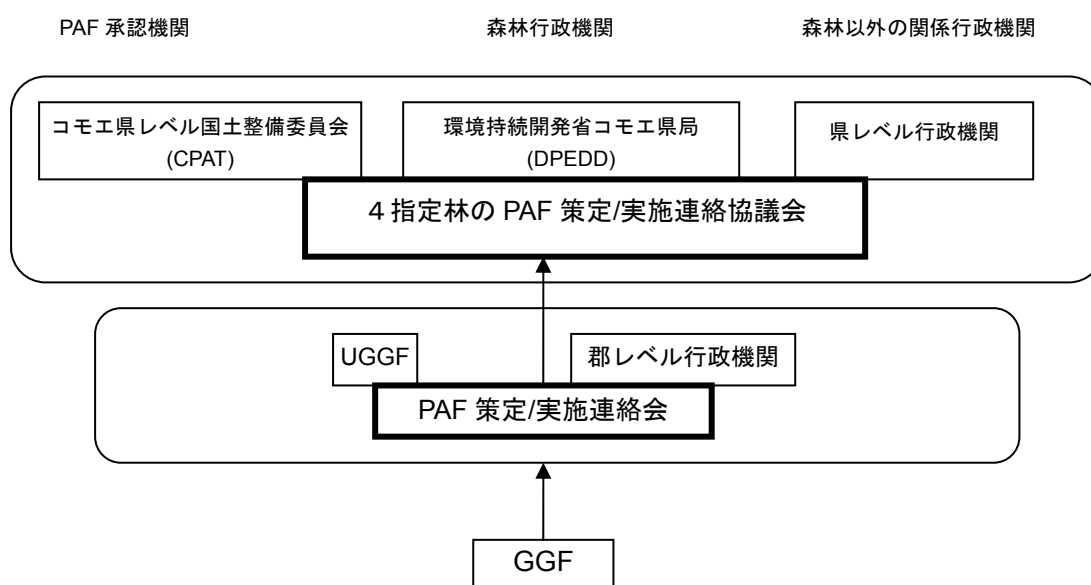 PAF 承認機関
森林行政機関
森林以外の関係行政機関
コモエ県レベル国土整備委員会
(CPAT)
環境持続開発省コモエ県局
(DPEDD)
県レベル行政機関
４指定林の PAF 策定/実施連絡協議会
UGGF
郡レベル行政機関
PAF 策定/実施連絡会
GGF